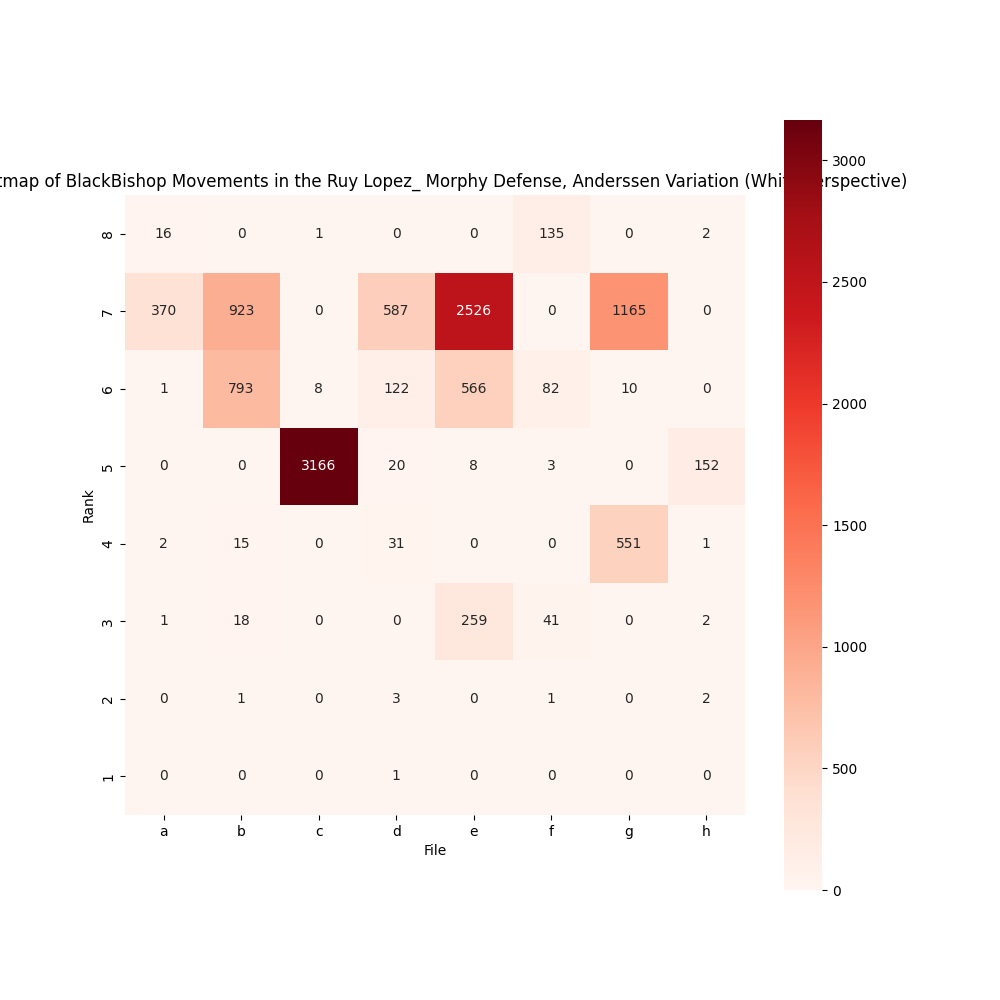 tmap of BlackBishop Movements in the Ruy Lopez_ Morphy Defense, Anderssen Variation
8 16 0 1 0 0 135 0 2
7 370 923 0 587 2526 0 1165 0
6 1 793 8 122 566 82 10 0
5 0 0 3166 20 8 3 0 152
4 2 15 0 31 0 0 551 1
3 1 18 0 0 259 41 0 2
2 0 1 0 3 0 1 0 2
1 0 0 0 1 0 0 0 0
a b c d e f g h
Rank
File
3000
2500
2000
1500
1000
500
0